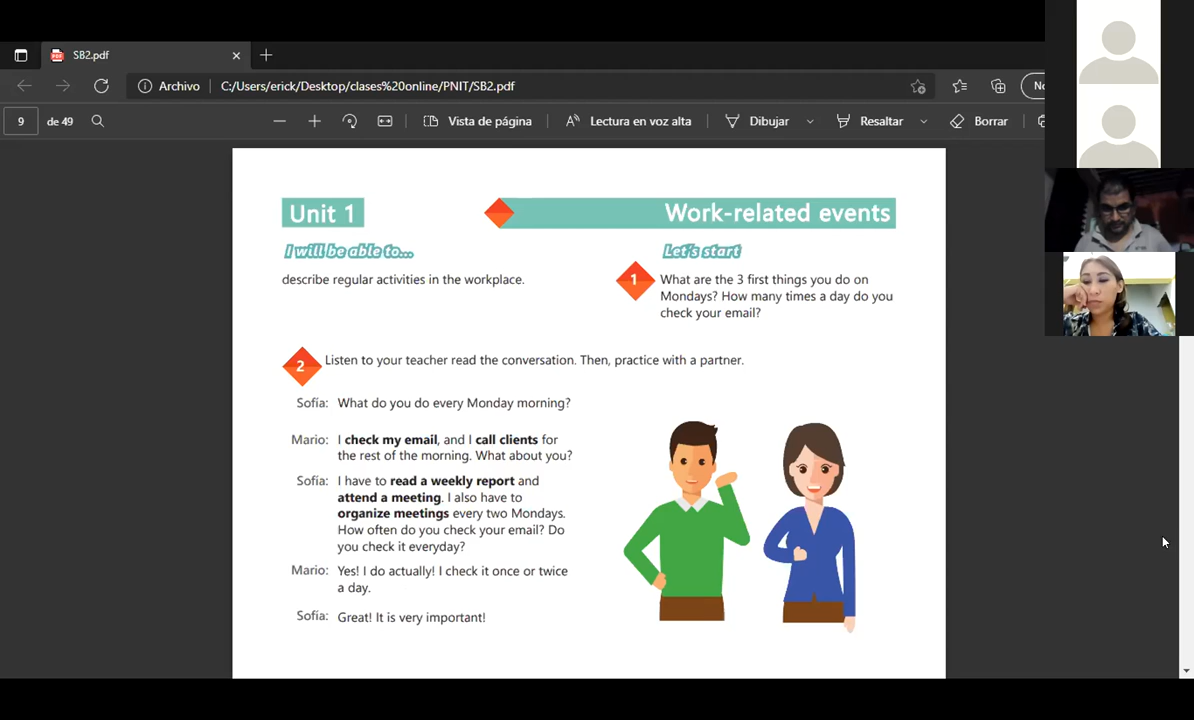 SB2.pdf
Archivo C:/Users/erick/Desktop/clases%20online/PNIT/SB2.pdf
9 de 49 Vista de página Lectura en voz alta Dibujar Resaltar Borrar
Unit 1
Work-related events
I will be able to...
Let's start
describe regular activities in the workplace.
1
What are the 3 first things you do on
Mondays? How many times a day do you
check your email?
2
Listen to your teacher read the conversation. Then, practice with a partner.
Sofía: What do you do every Monday morning?
Mario: I check my email, and I call clients for
the rest of the morning. What about you?
Sofía: I have to read a weekly report and
attend a meeting. I also have to
organize meetings every two Mondays.
How often do you check your email? Do
you check it everyday?
Mario: Yes! I do actually! I check it once or twice
a day.
Sofía: Great! It is very important!